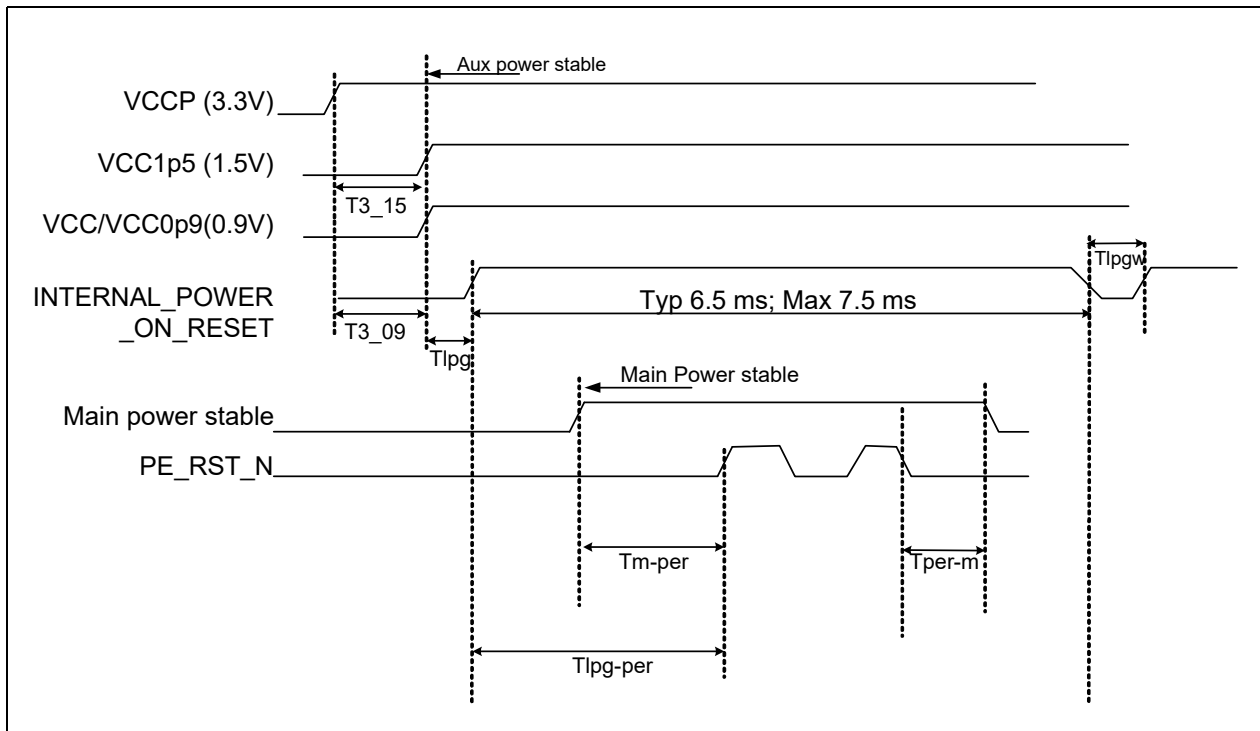 Aux power stable
VCCP (3.3V)
VCC1p5 (1.5V)
T3_15
VCC/VCC0p9(0.9V)
Tlpgw
INTERNAL_POWER
_ON_RESET
Typ 6.5 ms; Max 7.5 ms
T3_09
Tlpg
Main Power stable
Main power stable
PE_RST_N
Tm-per
Tper-m
Tlpg-per